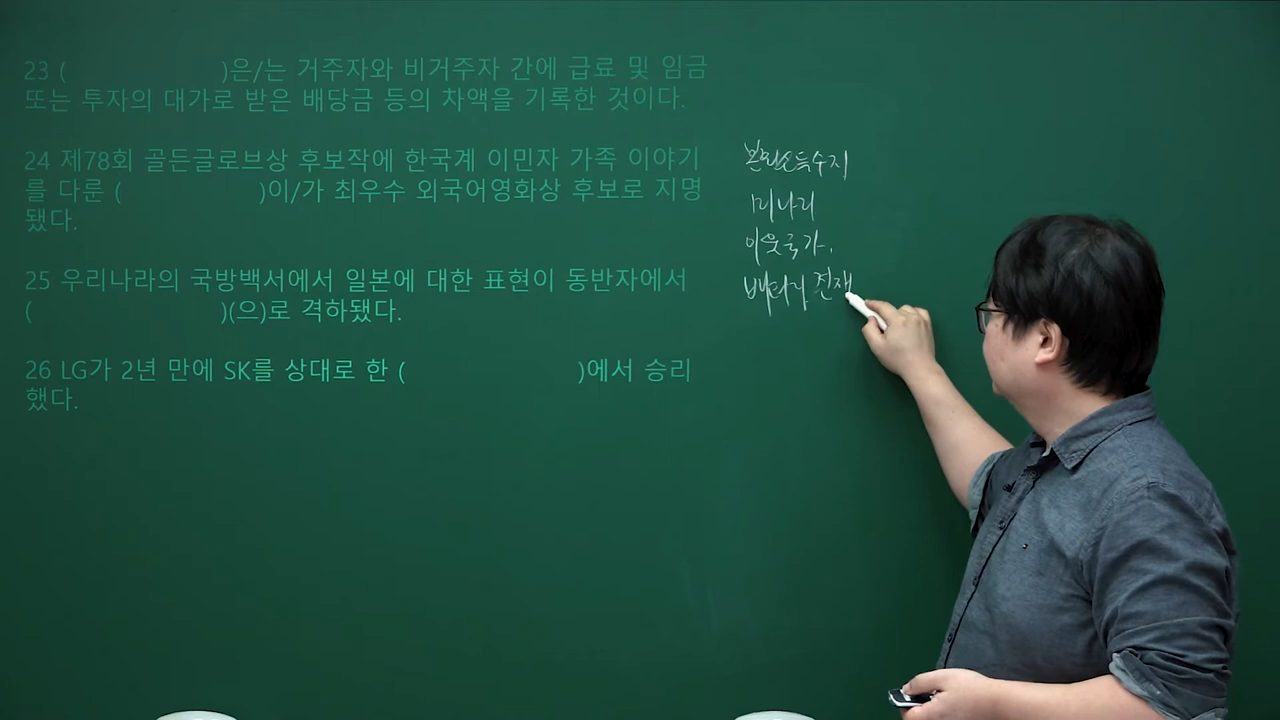 23 ( )은/는 거주자와 비거주자 간에 급료 및 임금
또는 투자의 대가로 받은 배당금 등의 차액을 기록한 것이다.
24 제78회 골든글로브상 후보작에 한국계 이민자 가족 이야기
를 다룬 ( )이/가 최우수 외국어영화상 후보로 지명
됐다.
25 우리나라의 국방백서에서 일본에 대한 표현이 동반자에서
( )(으)로 격하됐다.
26 LG가 2년 만에 SK를 상대로 한 ( )에서 승리
했다.
본원소득수지
미나리
이웃국가.
배터리 전쟁